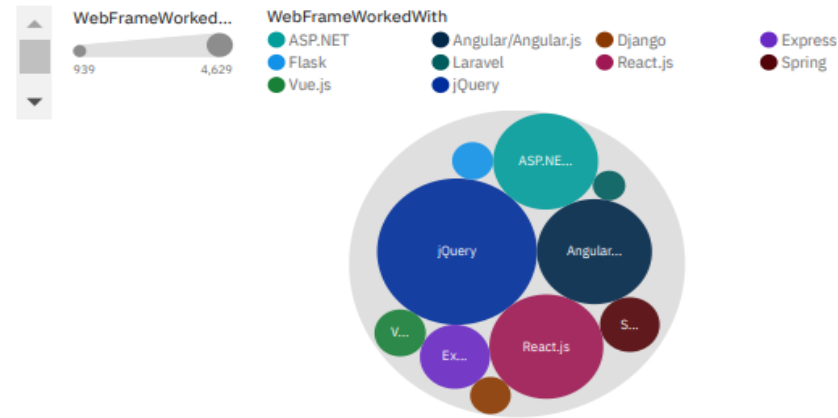 WebFrameWorked...
939
4,629
WebFrameWorkedWith
ASP.NET
Angular/Angular.js
Django
Express
Flask
Laravel
React.js
Spring
Vue.js
jQuery
ASP.NE...
jQuery
Angular...
V...
Ex...
React.js
S...